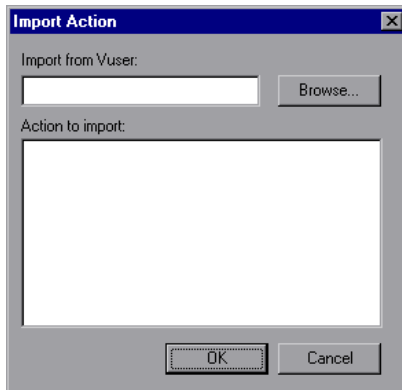 Import Action
Import from Vuser:
Browse...
Action to import:
OK
Cancel